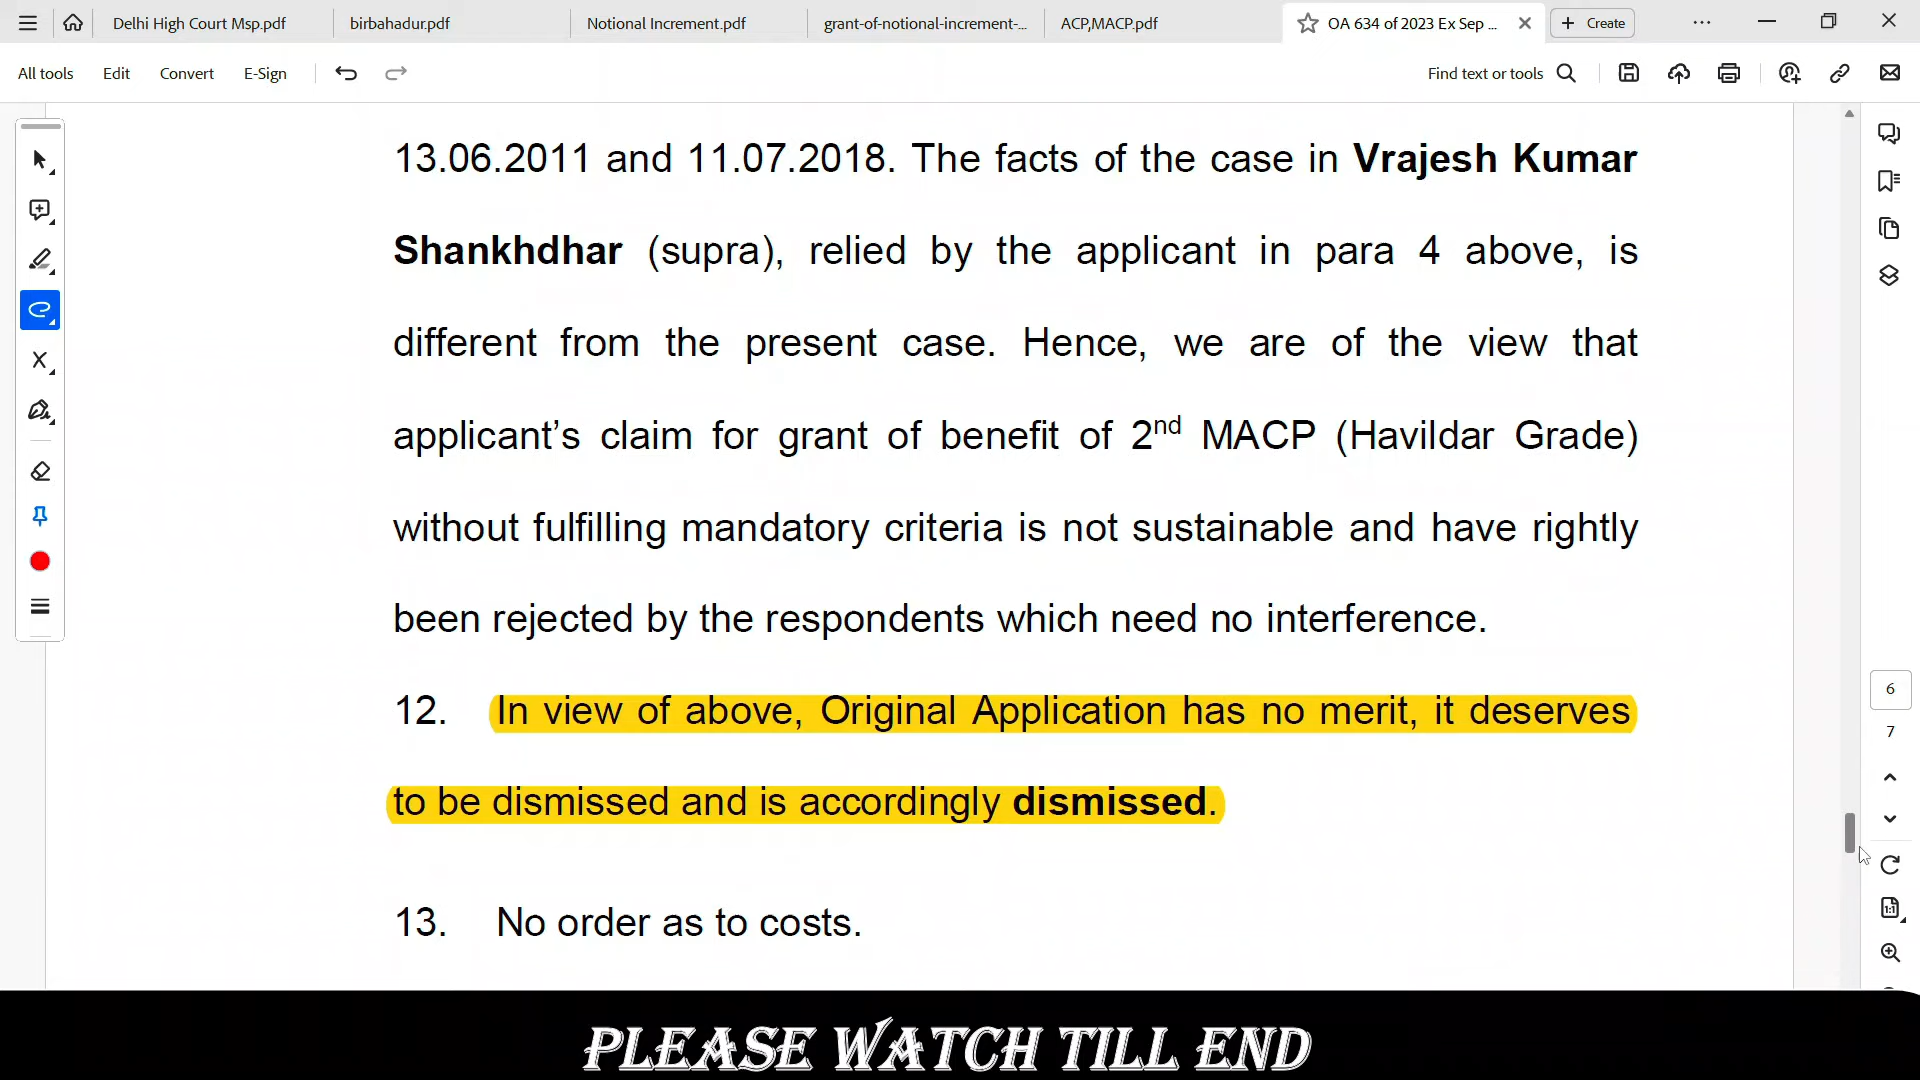 Delhi High Court Msp.pdf
birbahadur.pdf
Notional Increment.pdf
grant-of-notional-increment-...
ACP,MACP.pdf
OA 634 of 2023 Ex Sep ...
Create
All tools
Edit
Convert
E-Sign
Find text or tools
13.06.2011 and 11.07.2018. The facts of the case in Vrajesh Kumar
Shankhdhar (supra), relied by the applicant in para 4 above, is
different from the present case. Hence, we are of the view that
applicant’s claim for grant of benefit of 2nd MACP (Havildar Grade)
without fulfilling mandatory criteria is not sustainable and have rightly
been rejected by the respondents which need no interference.
12. In view of above, Original Application has no merit, it deserves
to be dismissed and is accordingly dismissed.
13. No order as to costs.
6
7
1:1
PLEASE WATCH TILL END